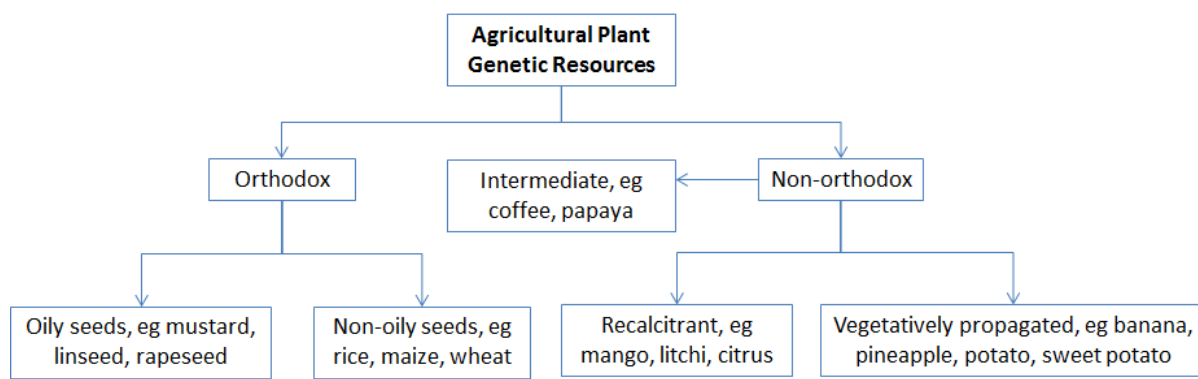 Agricultural Plant
Genetic Resources
Orthodox
Intermediate, eg
coffee, papaya
Non-orthodox
Oily seeds, eg mustard,
linseed, rapeseed
Non-oily seeds, eg
rice, maize, wheat
Recalcitrant, eg
mango, litchi, citrus
Vegetatively propagated, eg banana,
pineapple, potato, sweet potato